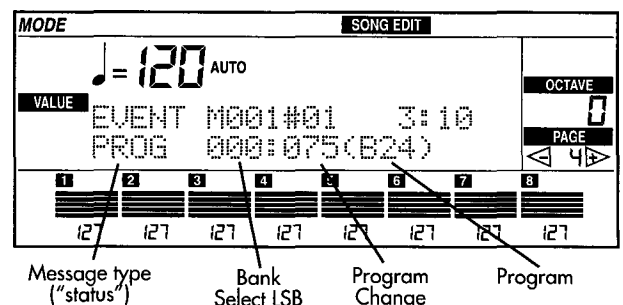 MODE SONG EDIT
♩=120 AUTO
OCTAVE
0
VALUE
EVENT M001#01 3:10
PROG 000:075(B24)
PAGE
- 4 +
1 2 3 4 5 6 7 8
127 127 127 127 127 127 127 127
Message type Bank Program Program
("status") Select LSB Change